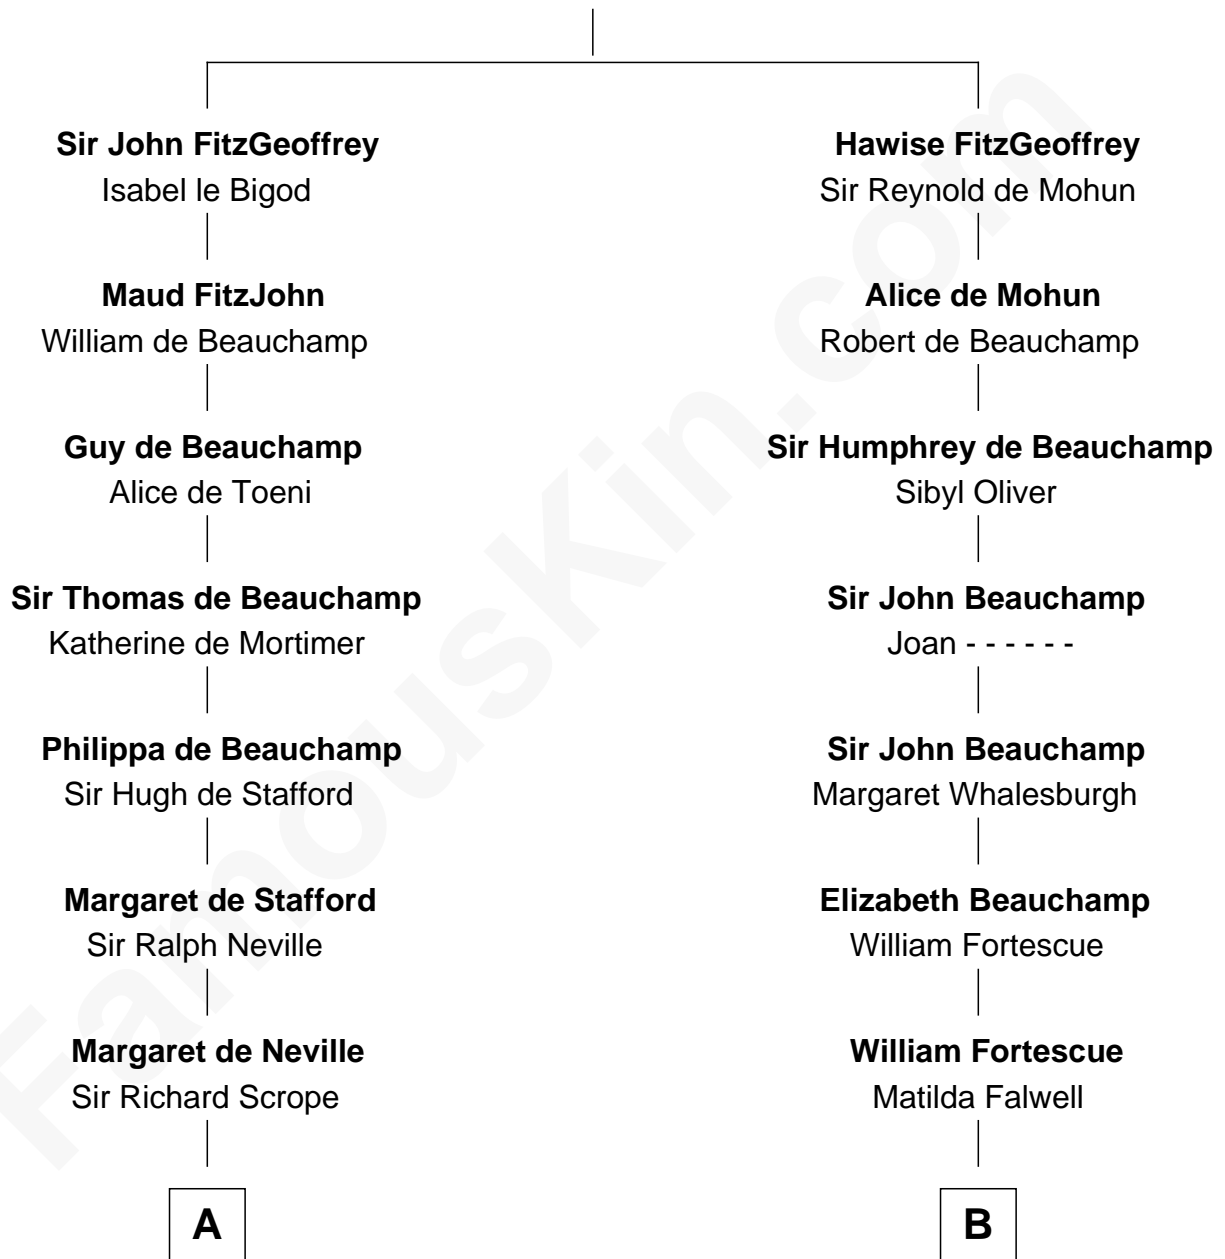 Sir John FitzGeoffrey
Isabel le Bigod
Maud FitzJohn
William de Beauchamp
Guy de Beauchamp
Alice de Toeni
Sir Thomas de Beauchamp
Katherine de Mortimer
Philippa de Beauchamp
Sir Hugh de Stafford
Margaret de Stafford
Sir Ralph Neville
Margaret de Neville
Sir Richard Scrope
A
Hawise FitzGeoffrey
Sir Reynold de Mohun
Alice de Mohun
Robert de Beauchamp
Sir Humphrey de Beauchamp
Sibyl Oliver
Sir John Beauchamp
Joan - - - - - -
Sir John Beauchamp
Margaret Whalesburgh
Elizabeth Beauchamp
William Fortescue
William Fortescue
Matilda Falwell
B
FamousKin.com